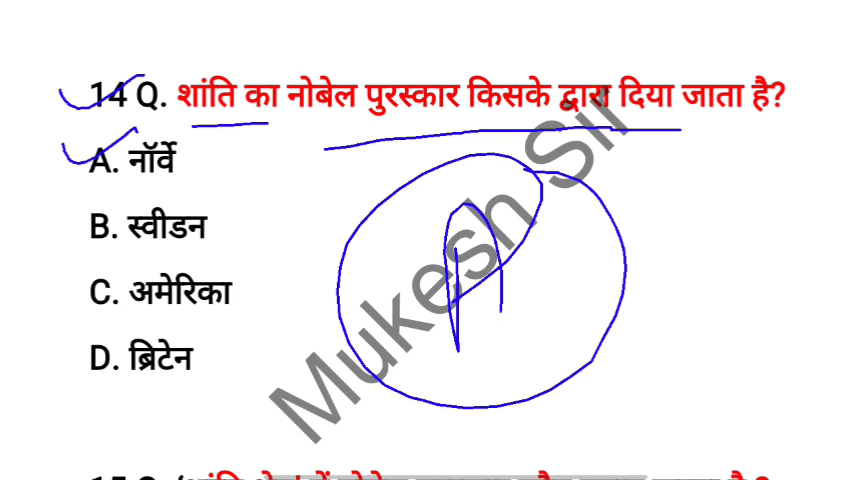 14 Q. शांति का नोबेल पुरस्कार किसके द्वारा दिया जाता है?
A. नॉर्वे
B. स्वीडन
C. अमेरिका
D. ब्रिटेन
Mukesh Sir
A